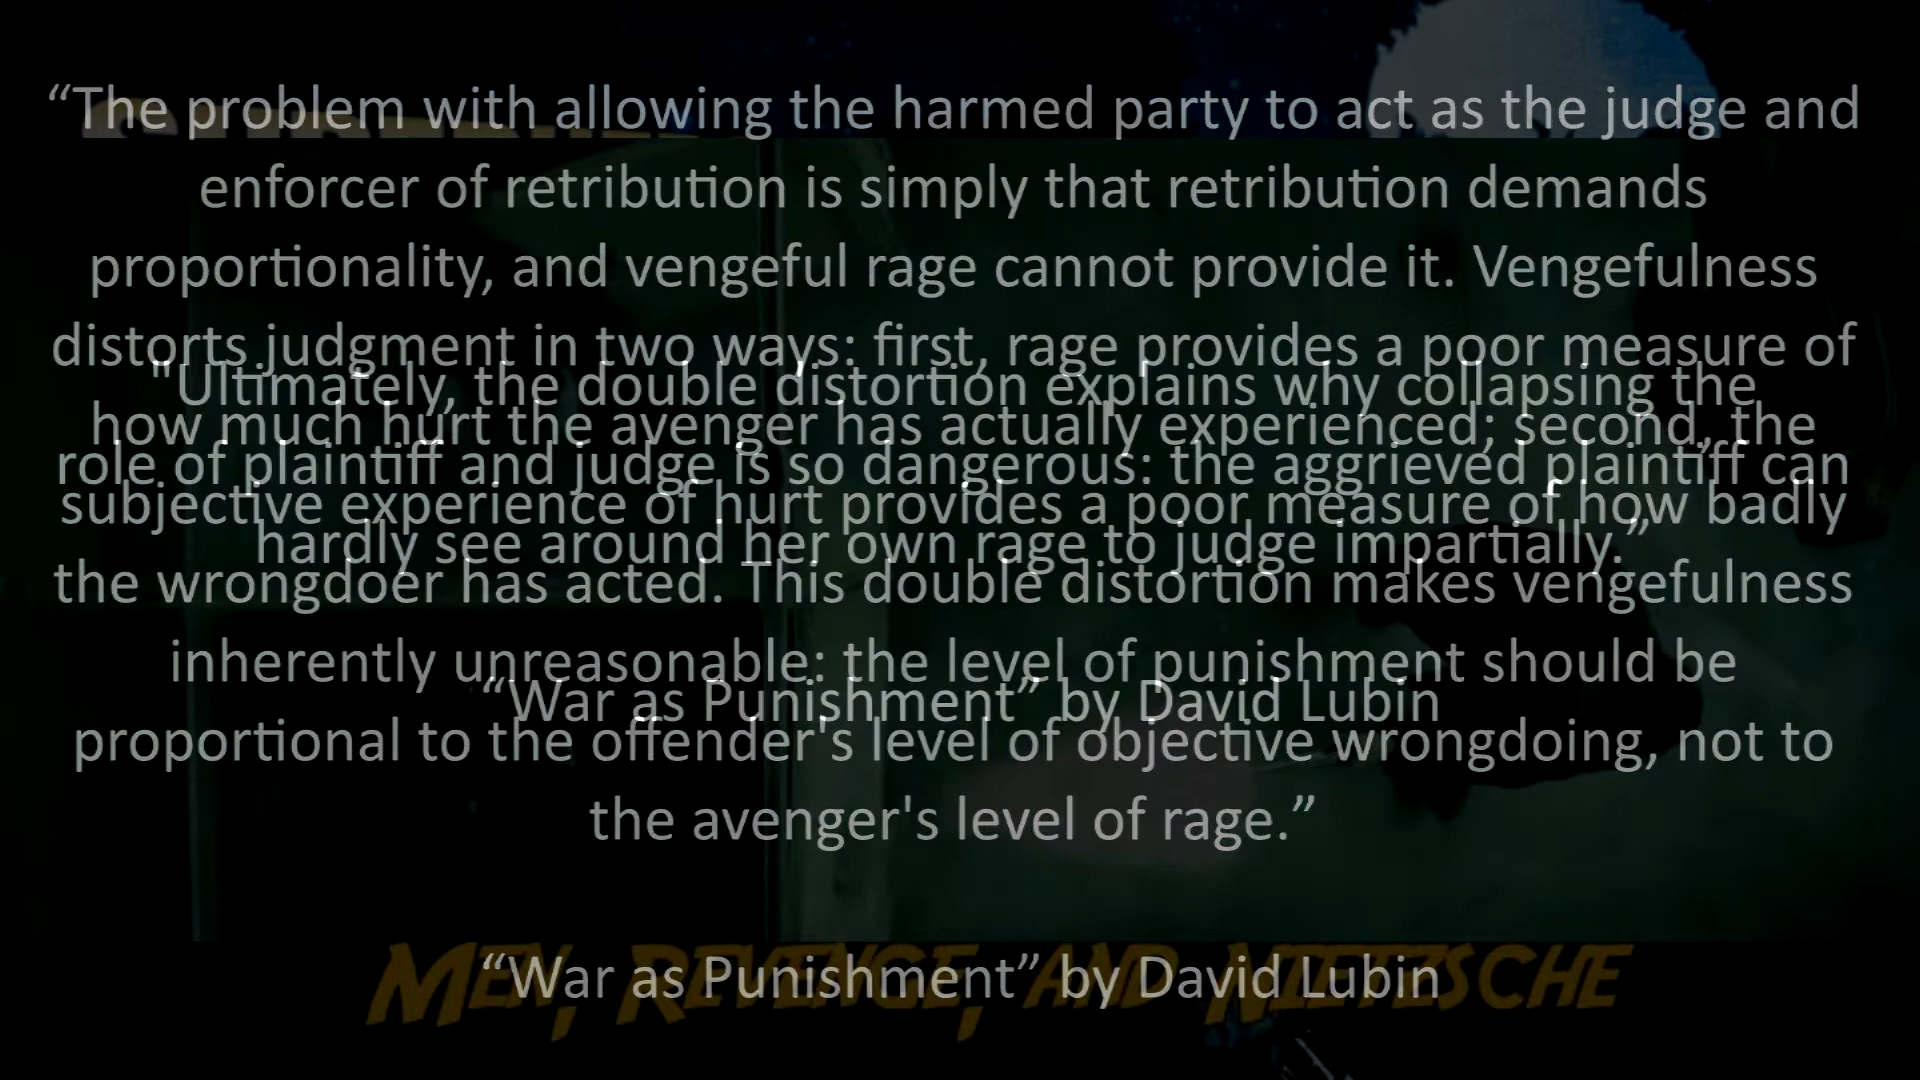 “The problem with allowing the harmed party to act as the judge and
enforcer of retribution is simply that retribution demands
proportionality, and vengeful rage cannot provide it. Vengefulness
distorts judgment in two ways: first, rage provides a poor measure of
how much hurt the avenger has actually experienced; second, the
subjective experience of hurt provides a poor measure of how badly
the wrongdoer has acted. This double distortion makes vengefulness
inherently unreasonable: the level of punishment should be
proportional to the offender's level of objective wrongdoing, not to
the avenger's level of rage.”
“War as Punishment” by David Lubin
"Ultimately, the double distortion explains why collapsing the
role of plaintiff and judge is so dangerous: the aggrieved plaintiff can
hardly see around her own rage to judge impartially.”
“War as Punishment” by David Lubin
MEN, REVENGE, AND NIETZSCHE